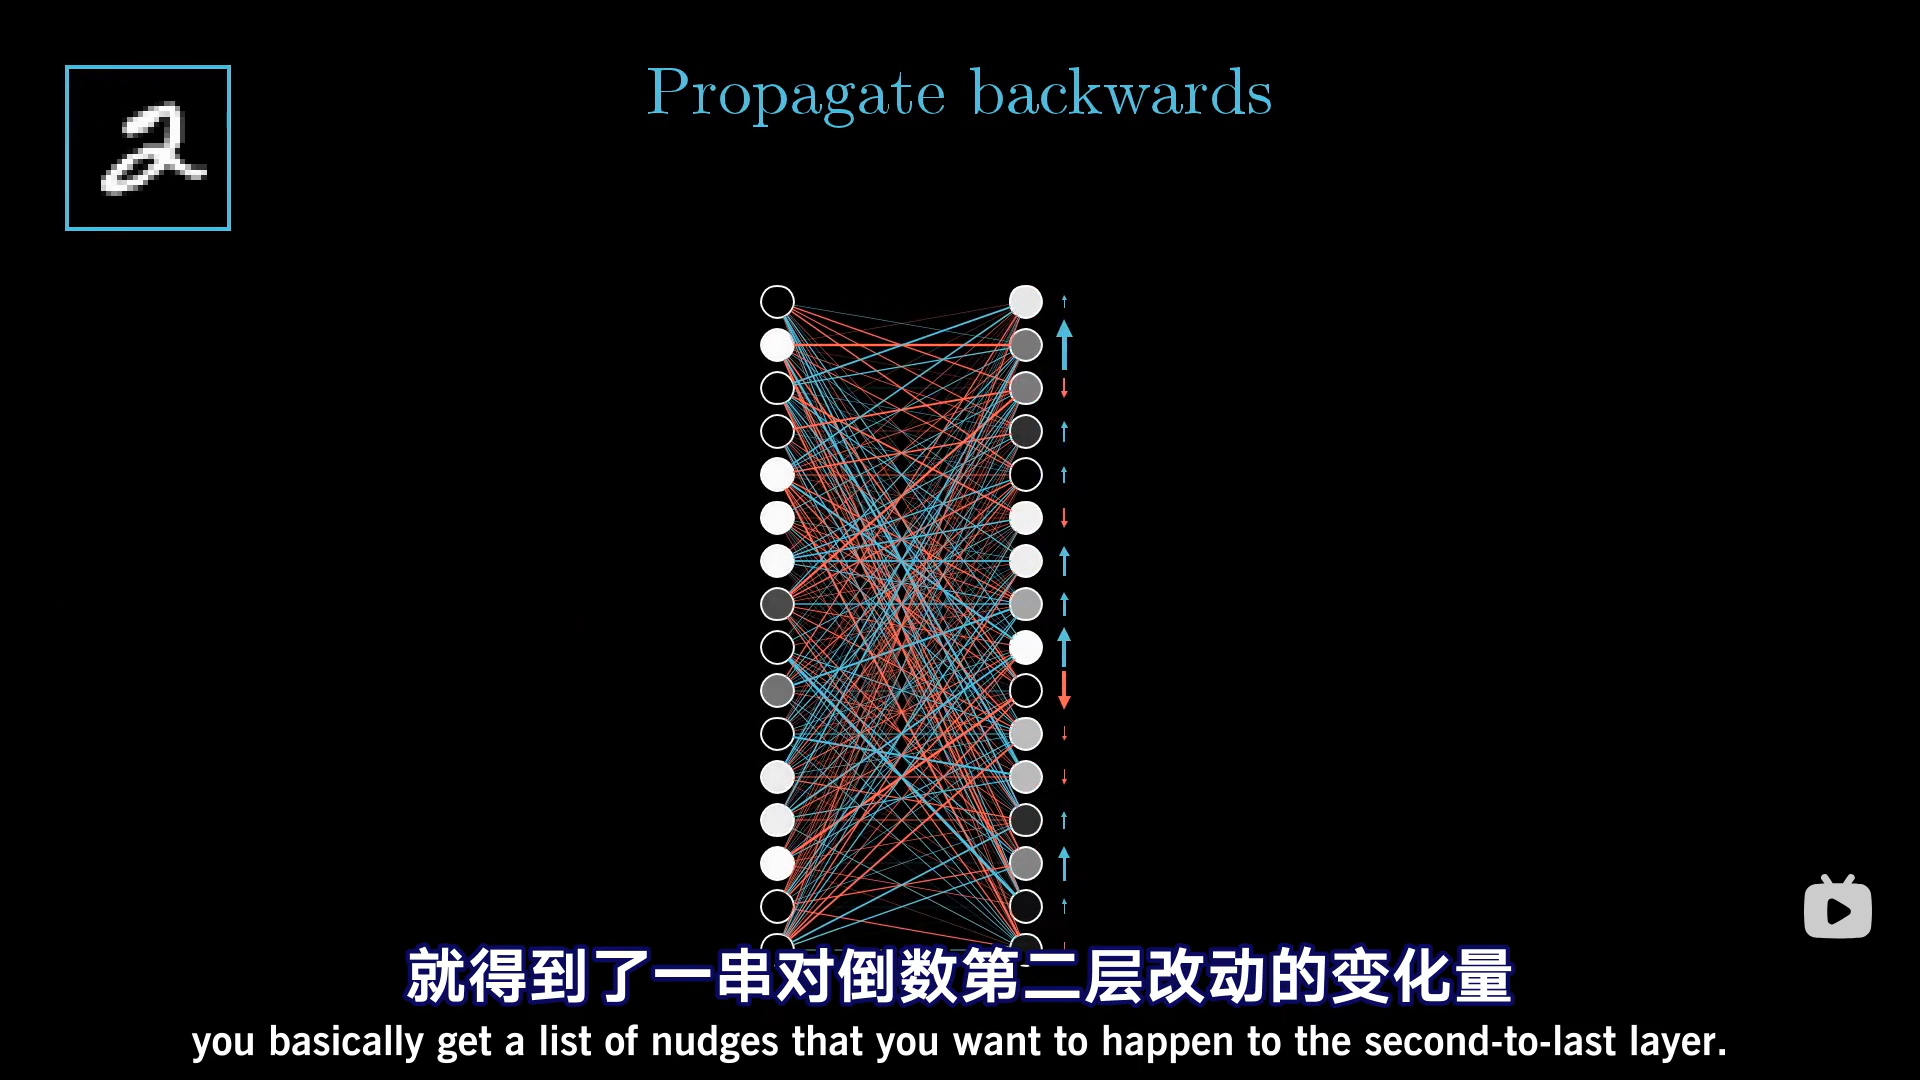 Propagate backwards
2
就得到了一串对倒数第二层改动的变化量
you basically get a list of nudges that you want to happen to the second-to-last layer.